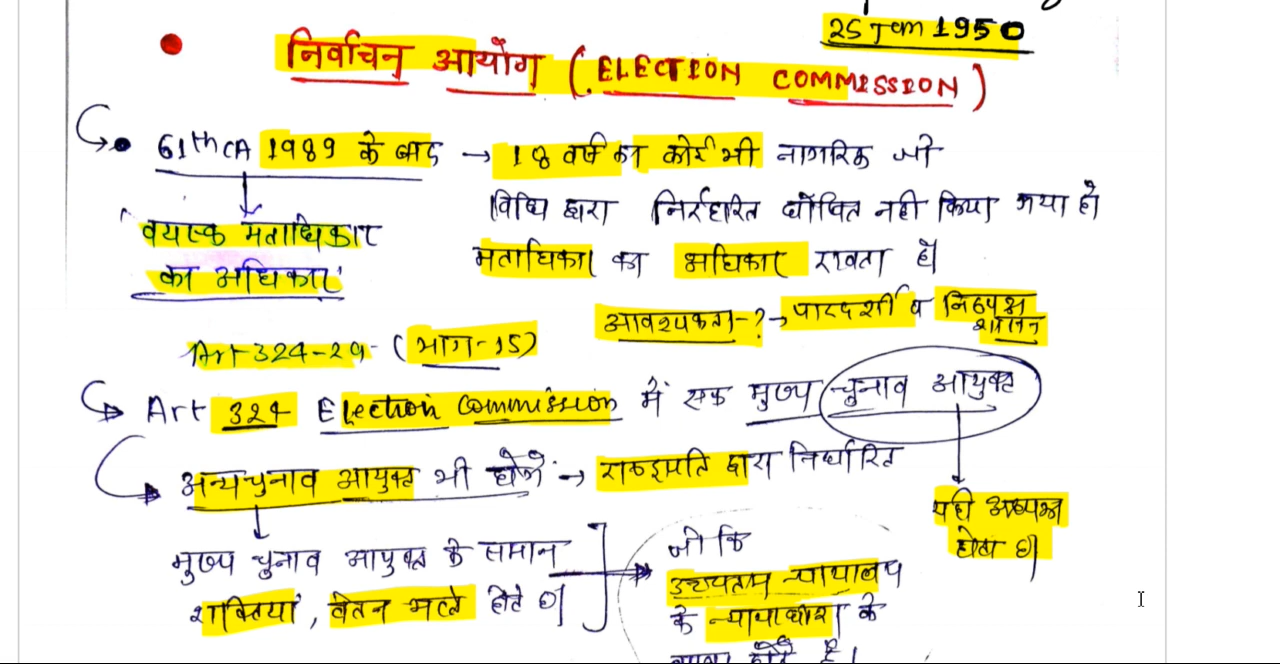 25 Jan 1950
निर्वाचन आयोग (ELECTION COMMISSION)
61th CA 1989 के बाद → 18 वर्ष का कोई भी नागरिक जो
विधि द्वारा निर्रहरित घोषित नही किया गया हो
वयस्क मताधिकार
मताधिकार का अधिकार रखता है।
का अधिकार'
आवश्यकता-? → पारदर्शी व निष्पक्ष
शासन
Art 324-29- (भाग-15)
Art 324 Election Commission में एक मुख्य चुनाव आयुक्त
अन्य चुनाव आयुक्त भी होंगे → राष्ट्रपति द्वारा निर्धारित
यही अध्यक्ष
होता है।
मुख्य चुनाव आयुक्त के समान
शक्तियां, वेतन भत्ते होते है।
जो कि
उच्चतम न्यायालय
के न्यायाधीश के